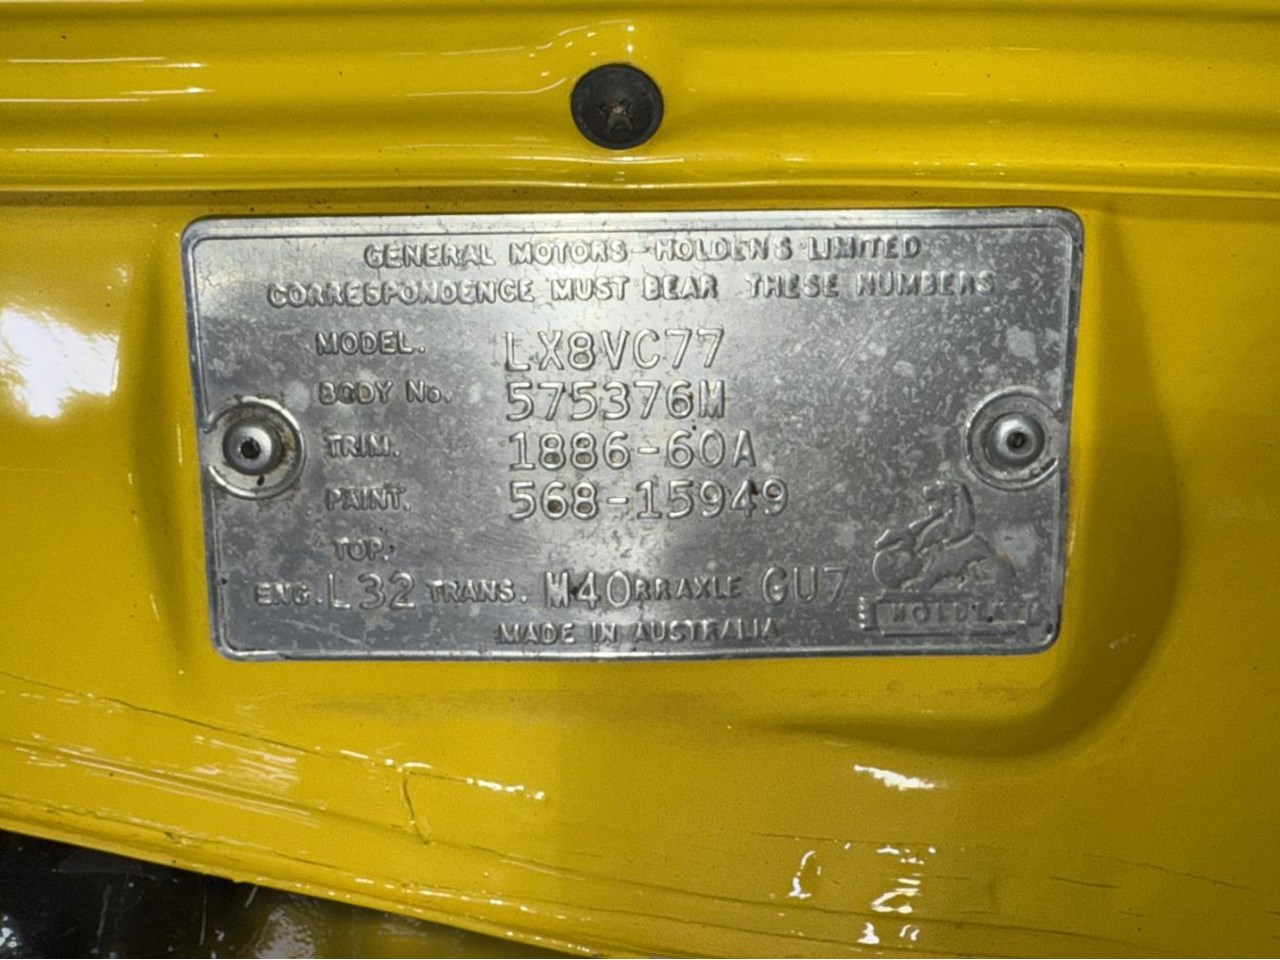 GENERAL MOTORS-HOLDEN'S LIMITED
CORRESPONDENCE MUST BEAR THESE NUMBERS
MODEL. LX8VC77
BODY No. 575376M
TRIM. 1886-60A
PAINT. 568-15949
TOP.
ENG. L32 TRANS. M40 RR AXLE GU7
HOLDEN
MADE IN AUSTRALIA